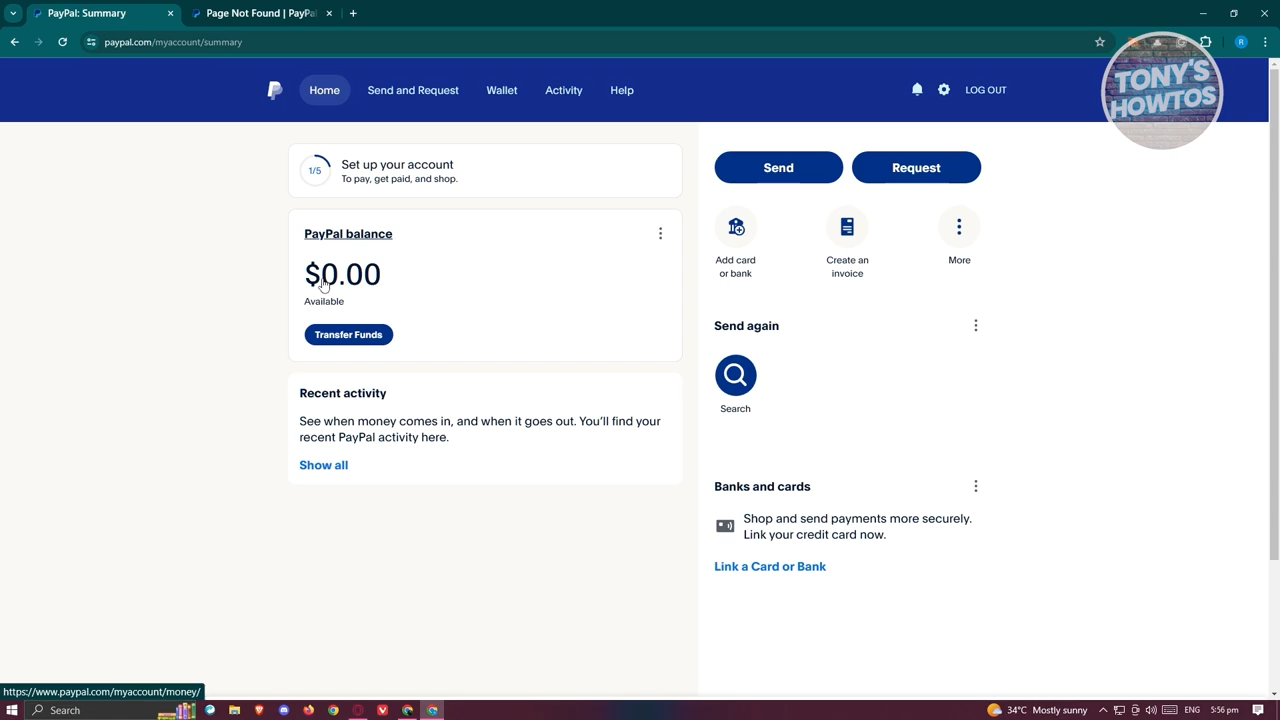 PayPal: Summary
Page Not Found | PayPal
paypal.com/myaccount/summary
R
TONY'S
HOWTOS
Home
Send and Request
Wallet
Activity
Help
LOG OUT
1/5
Set up your account
To pay, get paid, and shop.
PayPal balance
$0.00
Available
Transfer Funds
Recent activity
See when money comes in, and when it goes out. You'll find your
recent PayPal activity here.
Show all
Send
Request
Add card
or bank
Create an
invoice
More
Send again
Search
Banks and cards
Shop and send payments more securely.
Link your credit card now.
Link a Card or Bank
https://www.paypal.com/myaccount/money/
Search
34°C Mostly sunny
ENG
5:56 pm